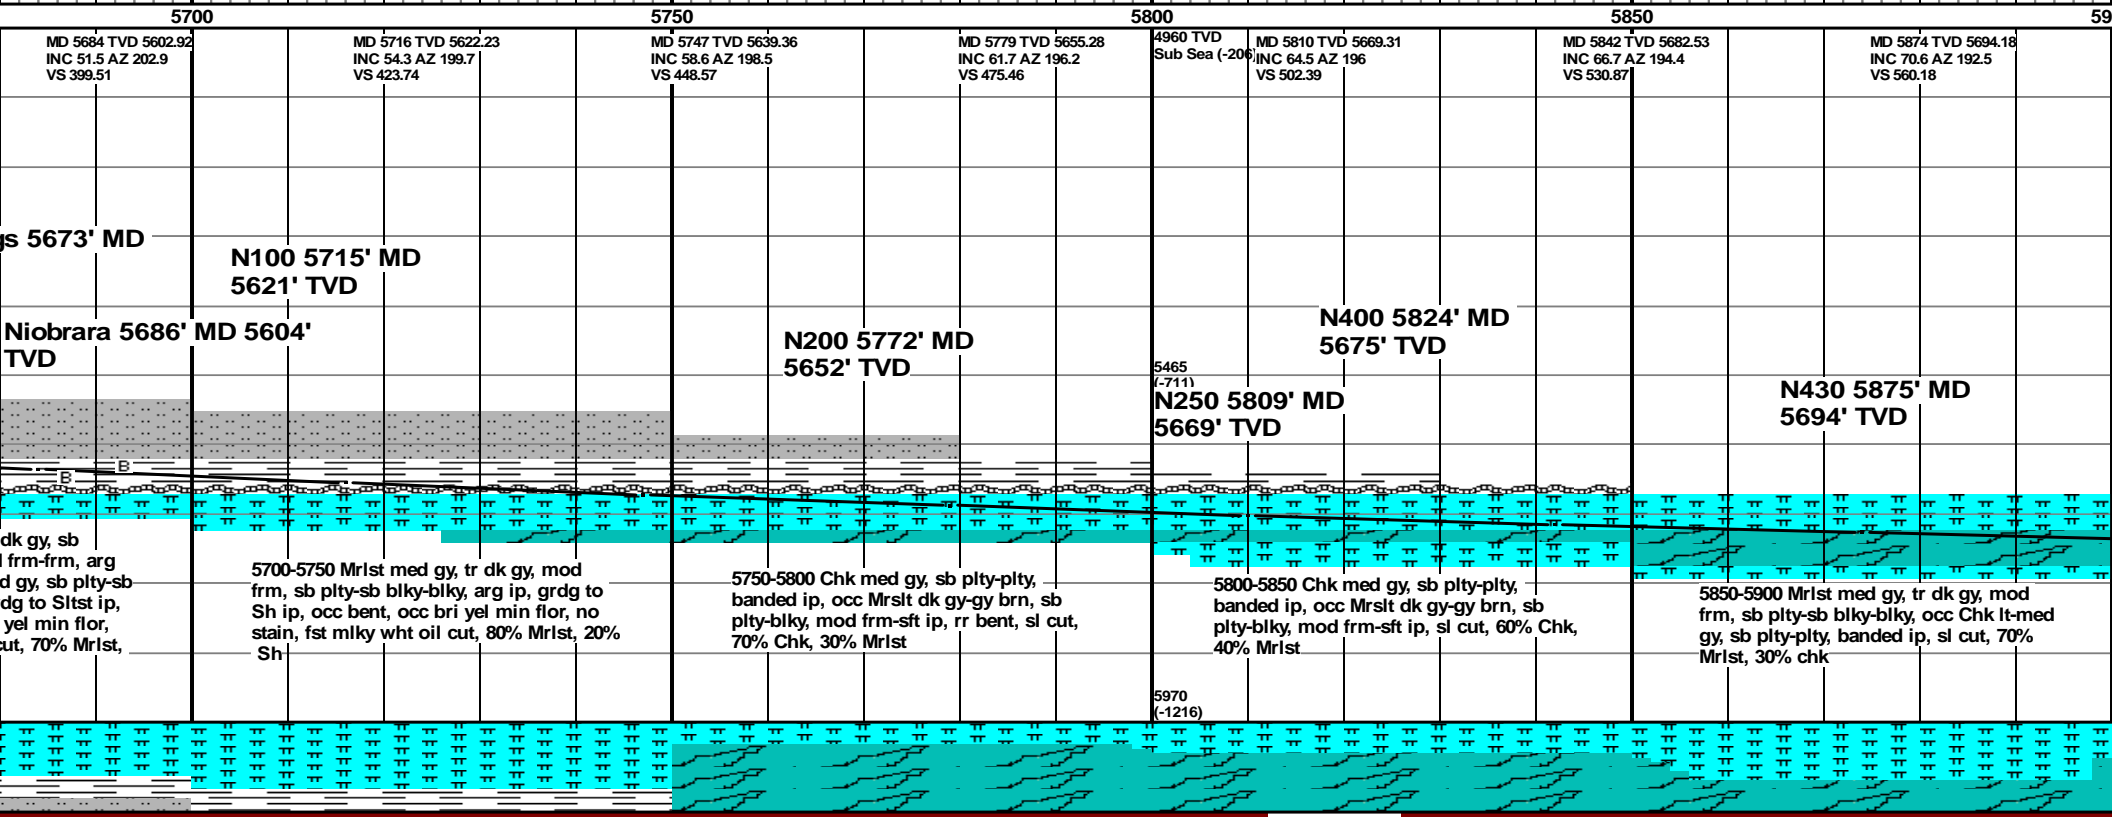 5700
5750
5800
5850
59
MD 5684 TVD 5602.92
INC 51.5 AZ 202.9
VS 399.51
MD 5716 TVD 5622.23
INC 54.3 AZ 199.7
VS 423.74
MD 5747 TVD 5639.36
INC 58.6 AZ 198.5
VS 448.57
MD 5779 TVD 5655.28
INC 61.7 AZ 196.2
VS 475.46
4960 TVD
Sub Sea (-206
MD 5810 TVD 5669.31
INC 64.5 AZ 196
VS 502.39
MD 5842 TVD 5682.53
INC 66.7 AZ 194.4
VS 530.87
MD 5874 TVD 5694.18
INC 70.6 AZ 192.5
VS 560.18
gs 5673' MD
N100 5715' MD
5621' TVD
Niobrara 5686' MD 5604'
TVD
N200 5772' MD
5652' TVD
N400 5824' MD
5675' TVD
5465
(-711)
N250 5809' MD
5669' TVD
N430 5875' MD
5694' TVD
B
B
dk gy, sb
frm-frm, arg
d gy, sb plty-sb
dg to Sltst ip,
yel min flor,
cut, 70% Mrlst,
5700-5750 Mrlst med gy, tr dk gy, mod
frm, sb plty-sb blky-blky, arg ip, grdg to
Sh ip, occ bent, occ bri yel min flor, no
stain, fst mlky wht oil cut, 80% Mrlst, 20%
Sh
5750-5800 Chk med gy, sb plty-plty,
banded ip, occ Mrslt dk gy-gy brn, sb
plty-blky, mod frm-sft ip, rr bent, sl cut,
70% Chk, 30% Mrlst
5800-5850 Chk med gy, sb plty-plty,
banded ip, occ Mrslt dk gy-gy brn, sb
plty-blky, mod frm-sft ip, sl cut, 60% Chk,
40% Mrlst
5850-5900 Mrlst med gy, tr dk gy, mod
frm, sb plty-sb blky-blky, occ Chk lt-med
gy, sb plty-plty, banded ip, sl cut, 70%
Mrlst, 30% chk
5970
(-1216)